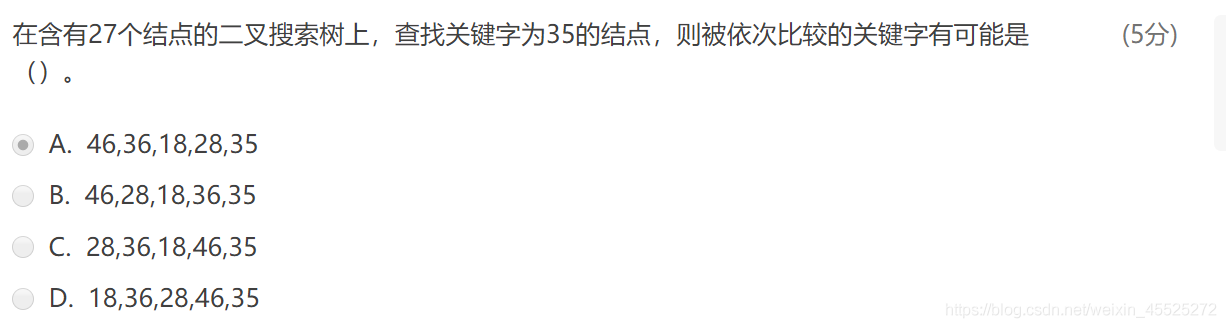 在含有27个结点的二叉搜索树上，查找关键字为35的结点，则被依次比较的关键字有可能是 (5分)
（）。
A. 46,36,18,28,35
B. 46,28,18,36,35
C. 28,36,18,46,35
D. 18,36,28,46,35
https://blog.csdn.net/weixin_45525272